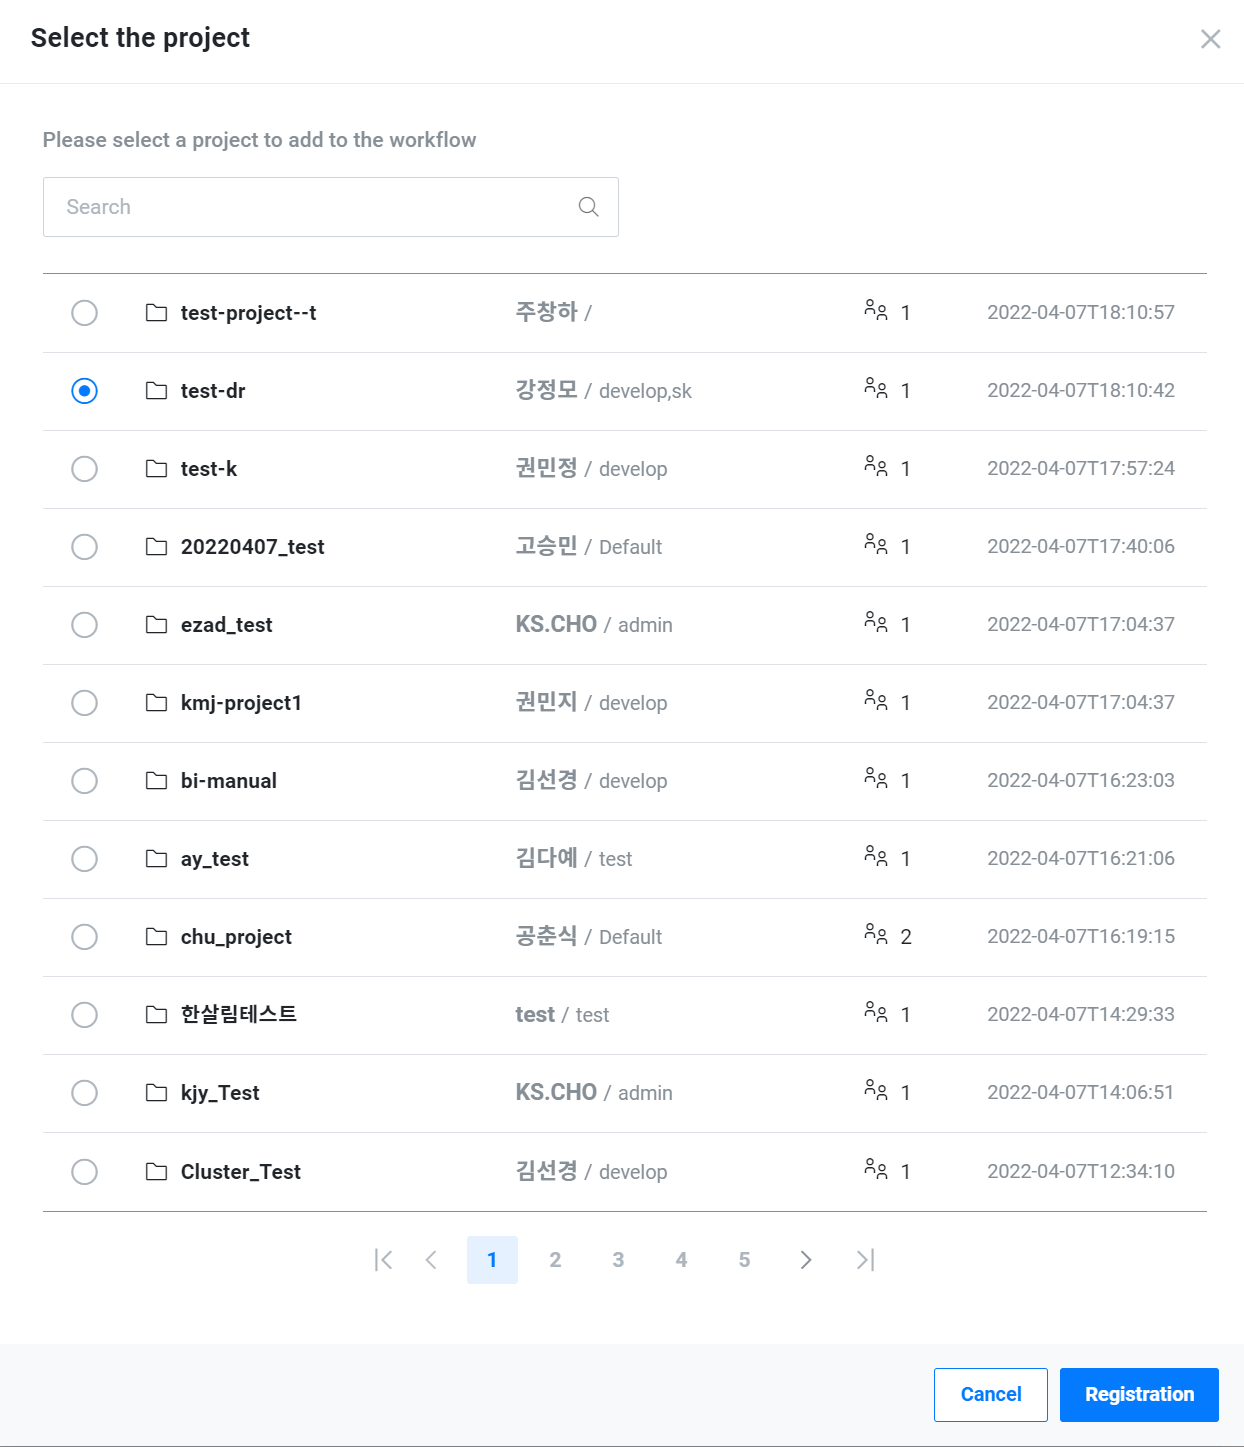 Select the project
Please select a project to add to the workflow
Search
test-project--t 주창하 / 1 2022-04-07T18:10:57
test-dr 강정모 / develop,sk 1 2022-04-07T18:10:42
test-k 권민정 / develop 1 2022-04-07T17:57:24
20220407_test 고승민 / Default 1 2022-04-07T17:40:06
ezad_test KS.CHO / admin 1 2022-04-07T17:04:37
kmj-project1 권민지 / develop 1 2022-04-07T17:04:37
bi-manual 김선경 / develop 1 2022-04-07T16:23:03
ay_test 김다예 / test 1 2022-04-07T16:21:06
chu_project 공춘식 / Default 2 2022-04-07T16:19:15
한살림테스트 test / test 1 2022-04-07T14:29:33
kjy_Test KS.CHO / admin 1 2022-04-07T14:06:51
Cluster_Test 김선경 / develop 1 2022-04-07T12:34:10
1 2 3 4 5
Cancel Registration